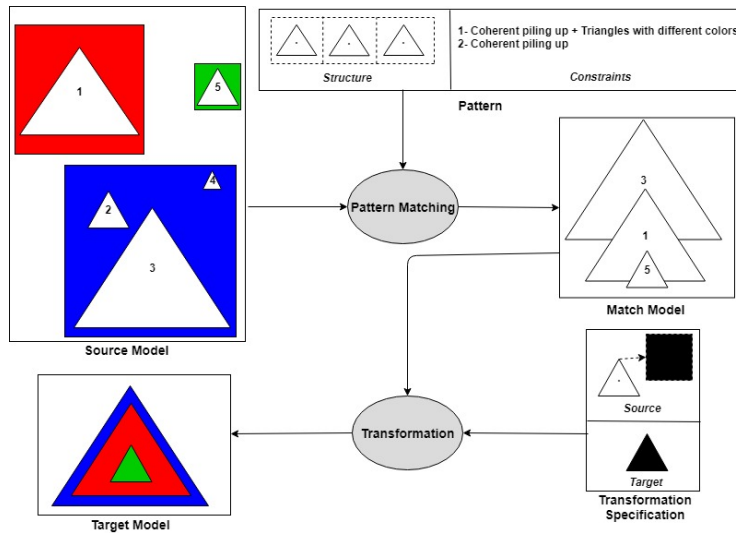 1- Coherent piling up + Triangles with different colors
2- Coherent piling up
Structure
Constraints
Pattern
1
5
4
2
3
Source Model
Pattern Matching
3
1
5
Match Model
Source
Target
Transformation
Specification
Transformation
Target Model